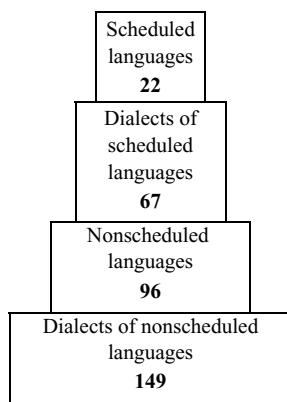 Scheduled
languages
22
Dialects of
scheduled
languages
67
Nonscheduled
languages
96
Dialects of nonscheduled
languages
149